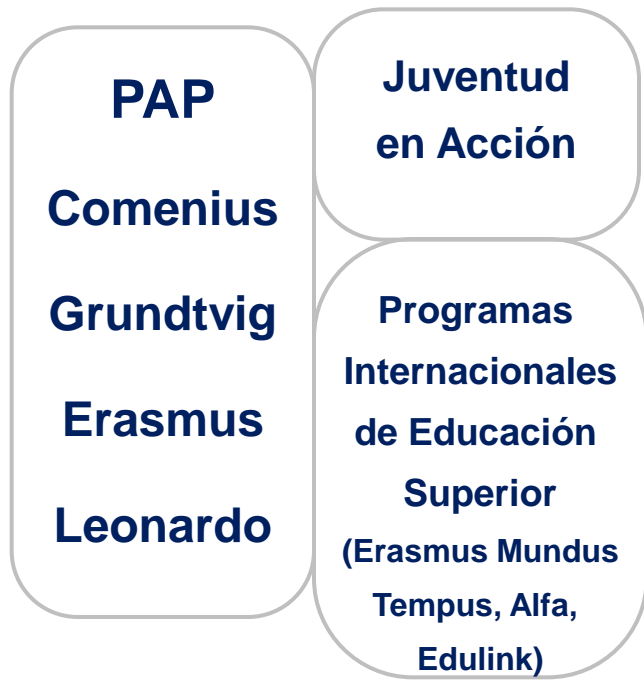 PAP
Comenius
Grundtvig
Erasmus
Leonardo
Juventud
en Acción
Programas
Internacionales
de Educación
Superior
(Erasmus Mundus
Tempus, Alfa,
Edulink)